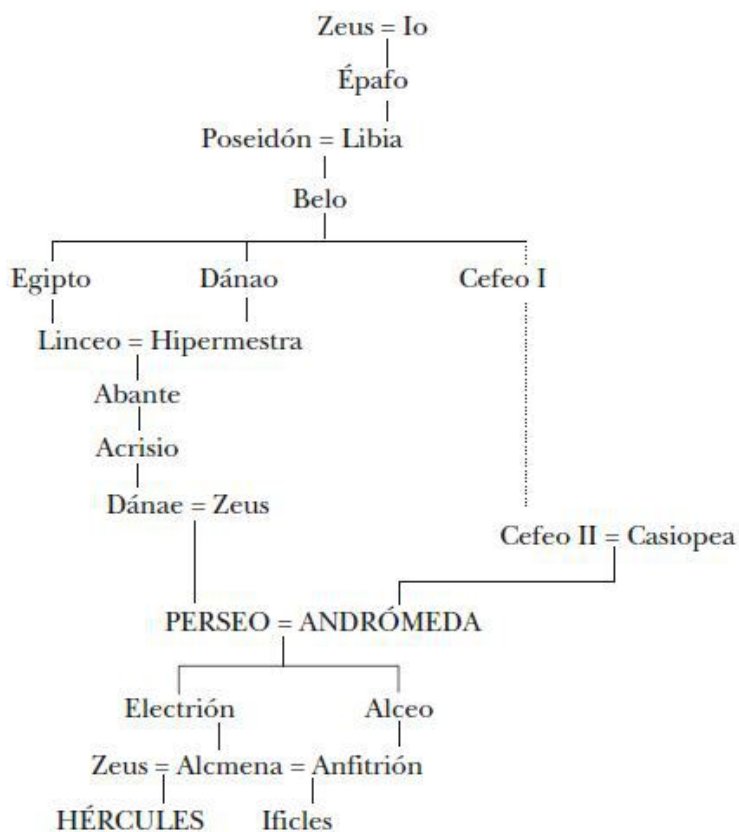 Zeus = Io
Épafo
Poseidón = Libia
Belo
Egipto Dánao Cefeo I
Linceo = Hipermestra
Abante
Acrisio
Dánae = Zeus
Cefeo II = Casiopea
PERSEO = ANDRÓMEDA
Electrión Alceo
Zeus = Alcmena = Anfitrión
HÉRCULES Ificles